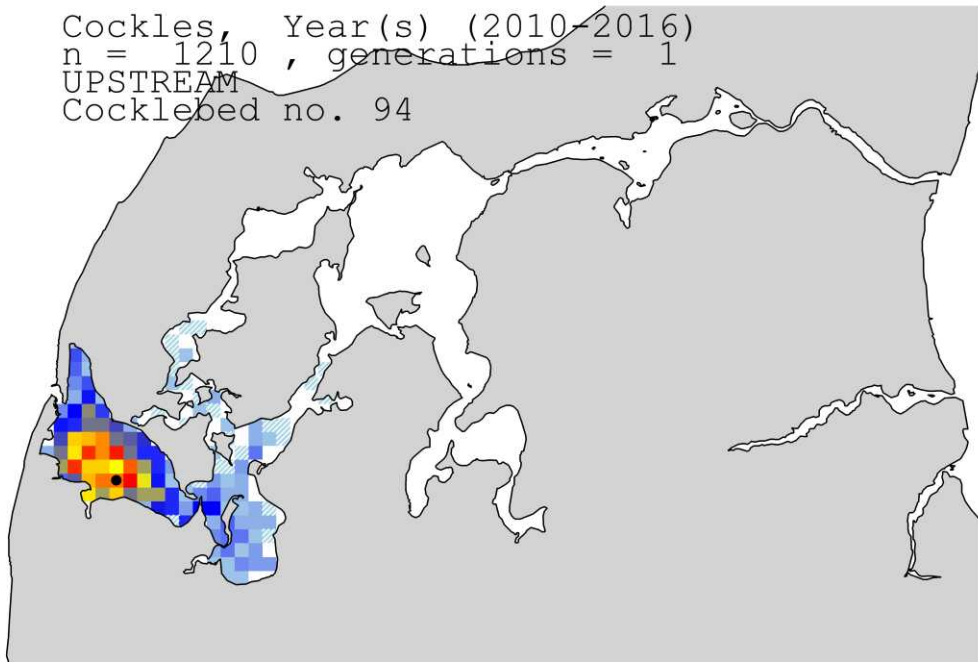 Cockles, Year(s) (2010-2016)
n = 1210 , generations = 1
UPSTREAM
Cocklebed no. 94